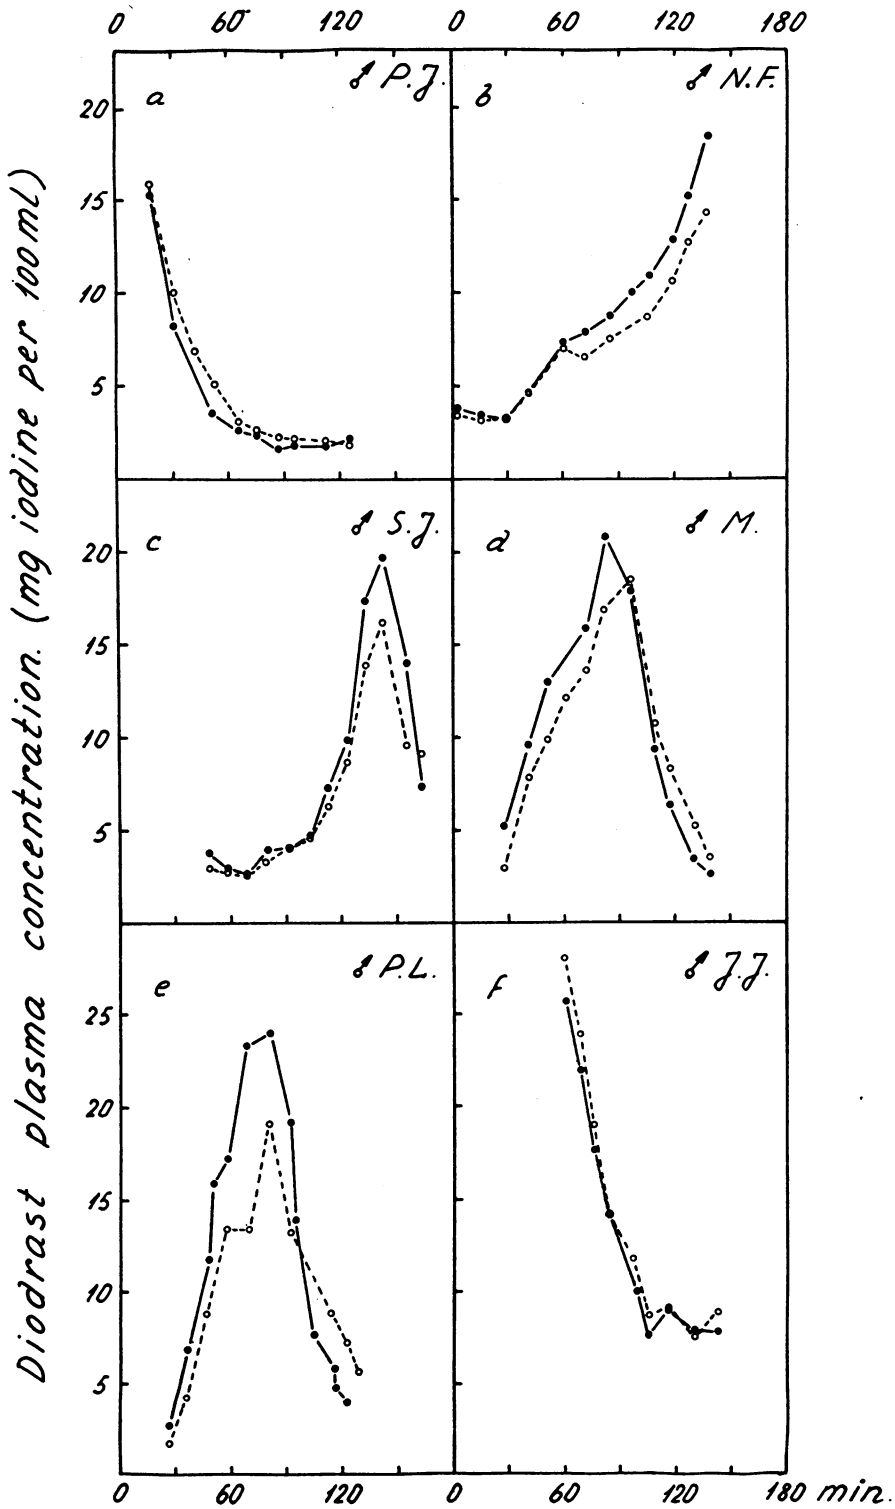 0 60 120 0 60 120 180
a ♂ P.J.
b ♂ N.F.
20
15
10
5
c ♂ S.J.
d ♂ M.
20
15
10
5
e ♂ P.L.
f ♂ J.J.
25
20
15
10
5
0 60 120 0 60 120 180 min.
Diodrast plasma concentration. (mg iodine per 100 ml)